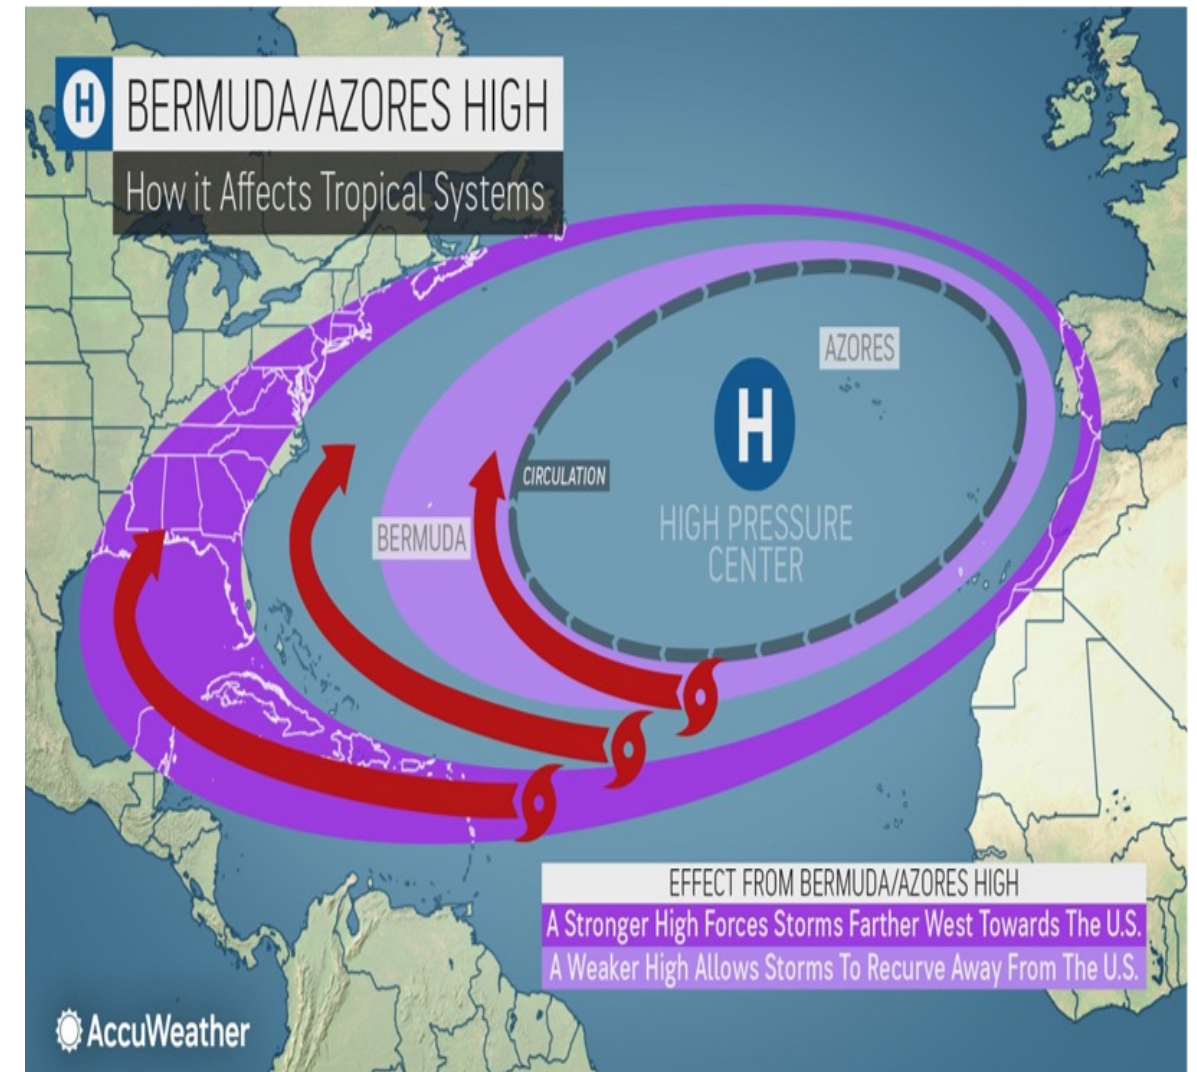 H
BERMUDA/AZORES HIGH
How it Affects Tropical Systems
AZORES
H
CIRCULATION
HIGH PRESSURE
CENTER
BERMUDA
EFFECT FROM BERMUDA/AZORES HIGH
A Stronger High Forces Storms Farther West Towards The U.S.
A Weaker High Allows Storms To Recurve Away From The U.S.
AccuWeather